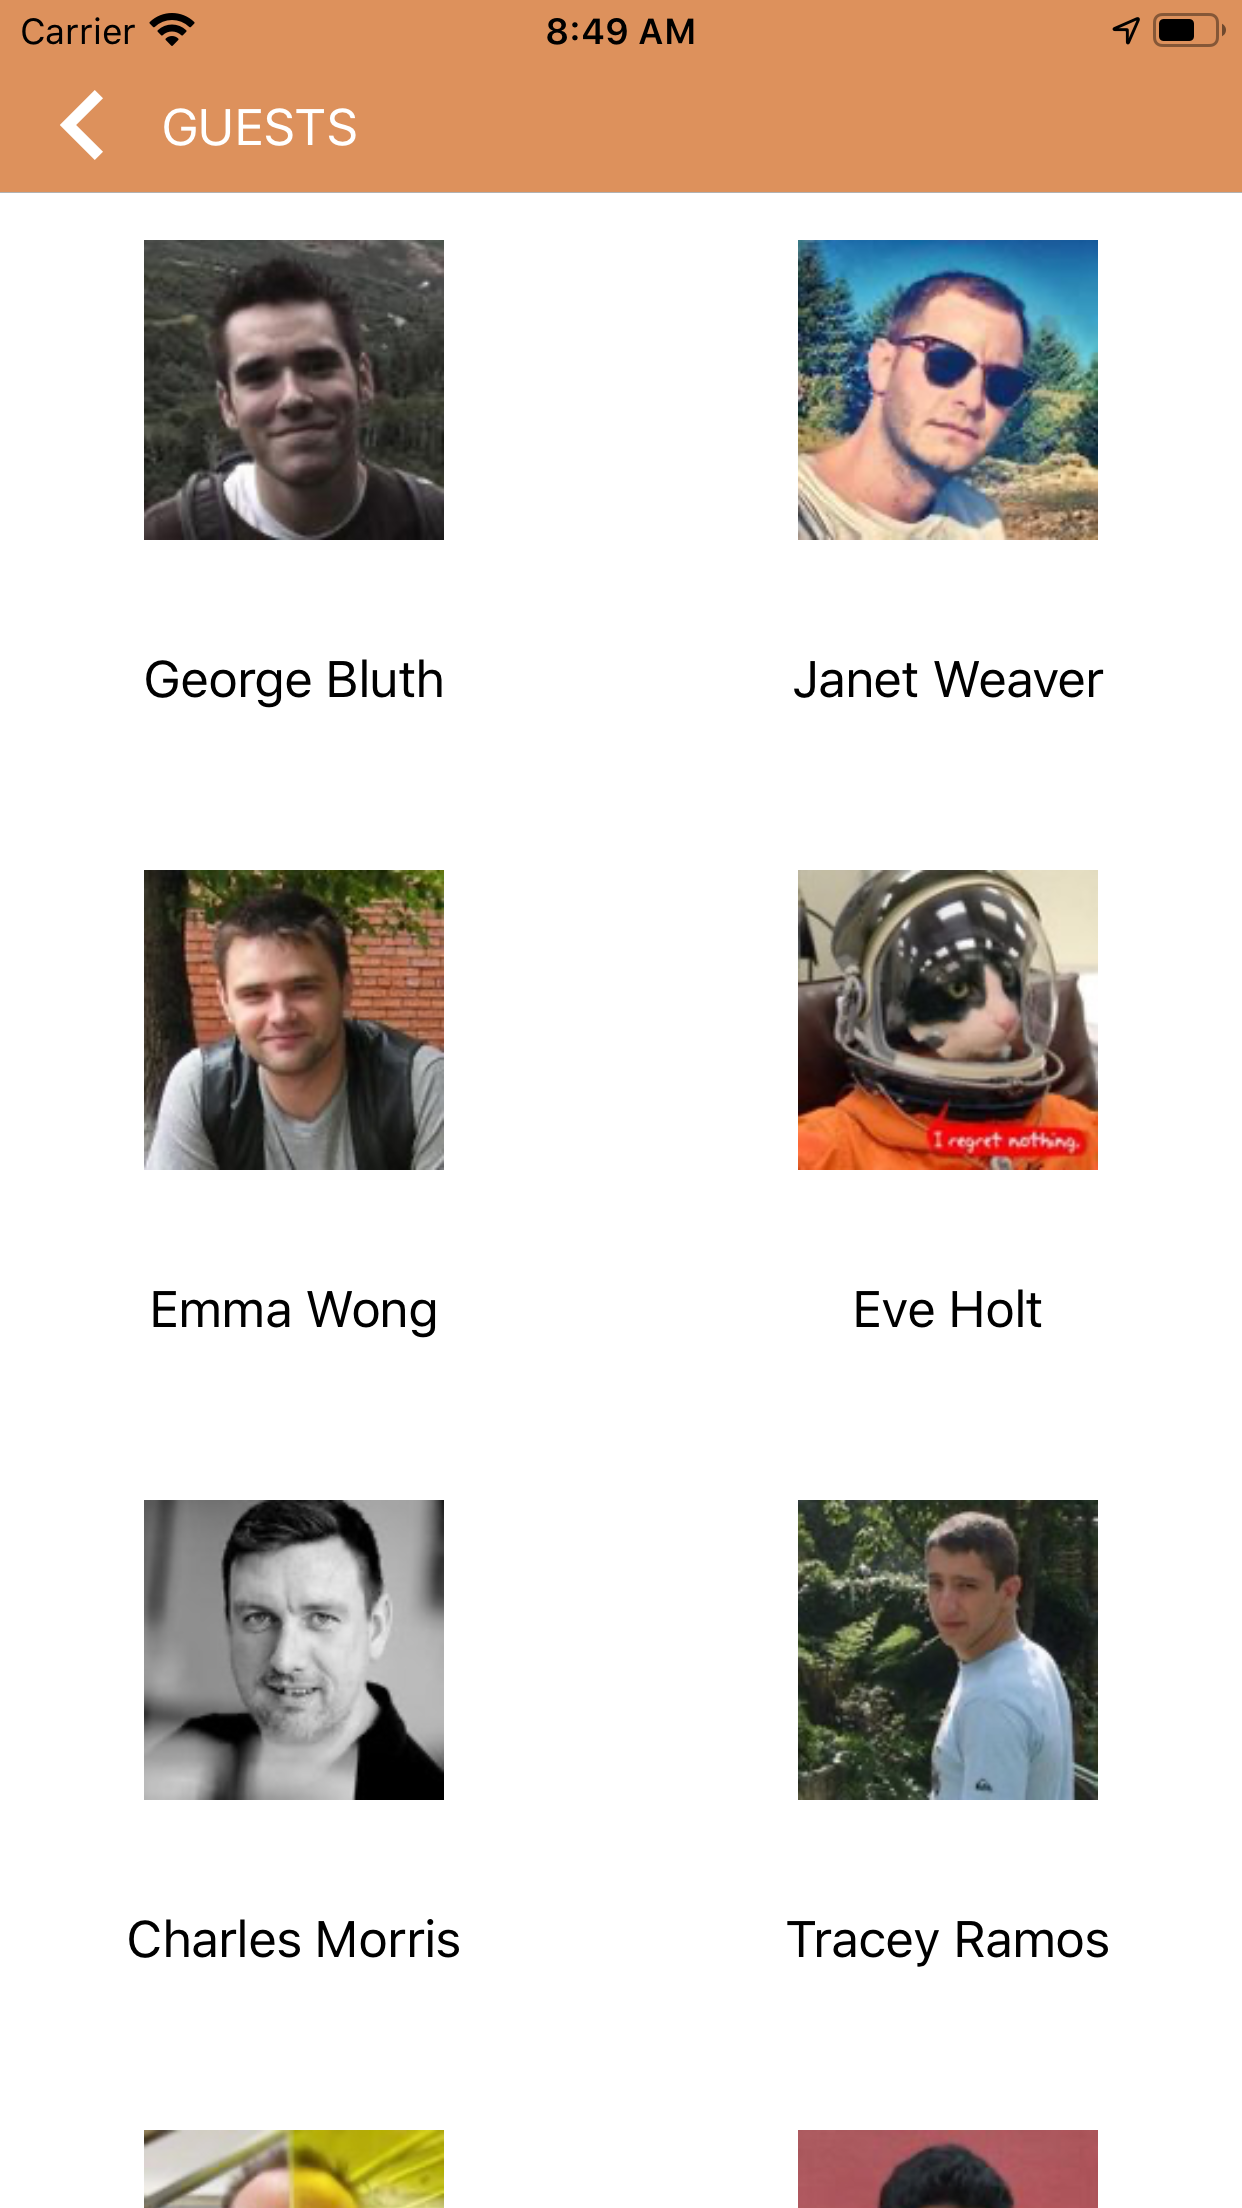 Carrier 8:49 AM
GUESTS
George Bluth
Janet Weaver
I regret nothing.
Emma Wong
Eve Holt
Charles Morris
Tracey Ramos